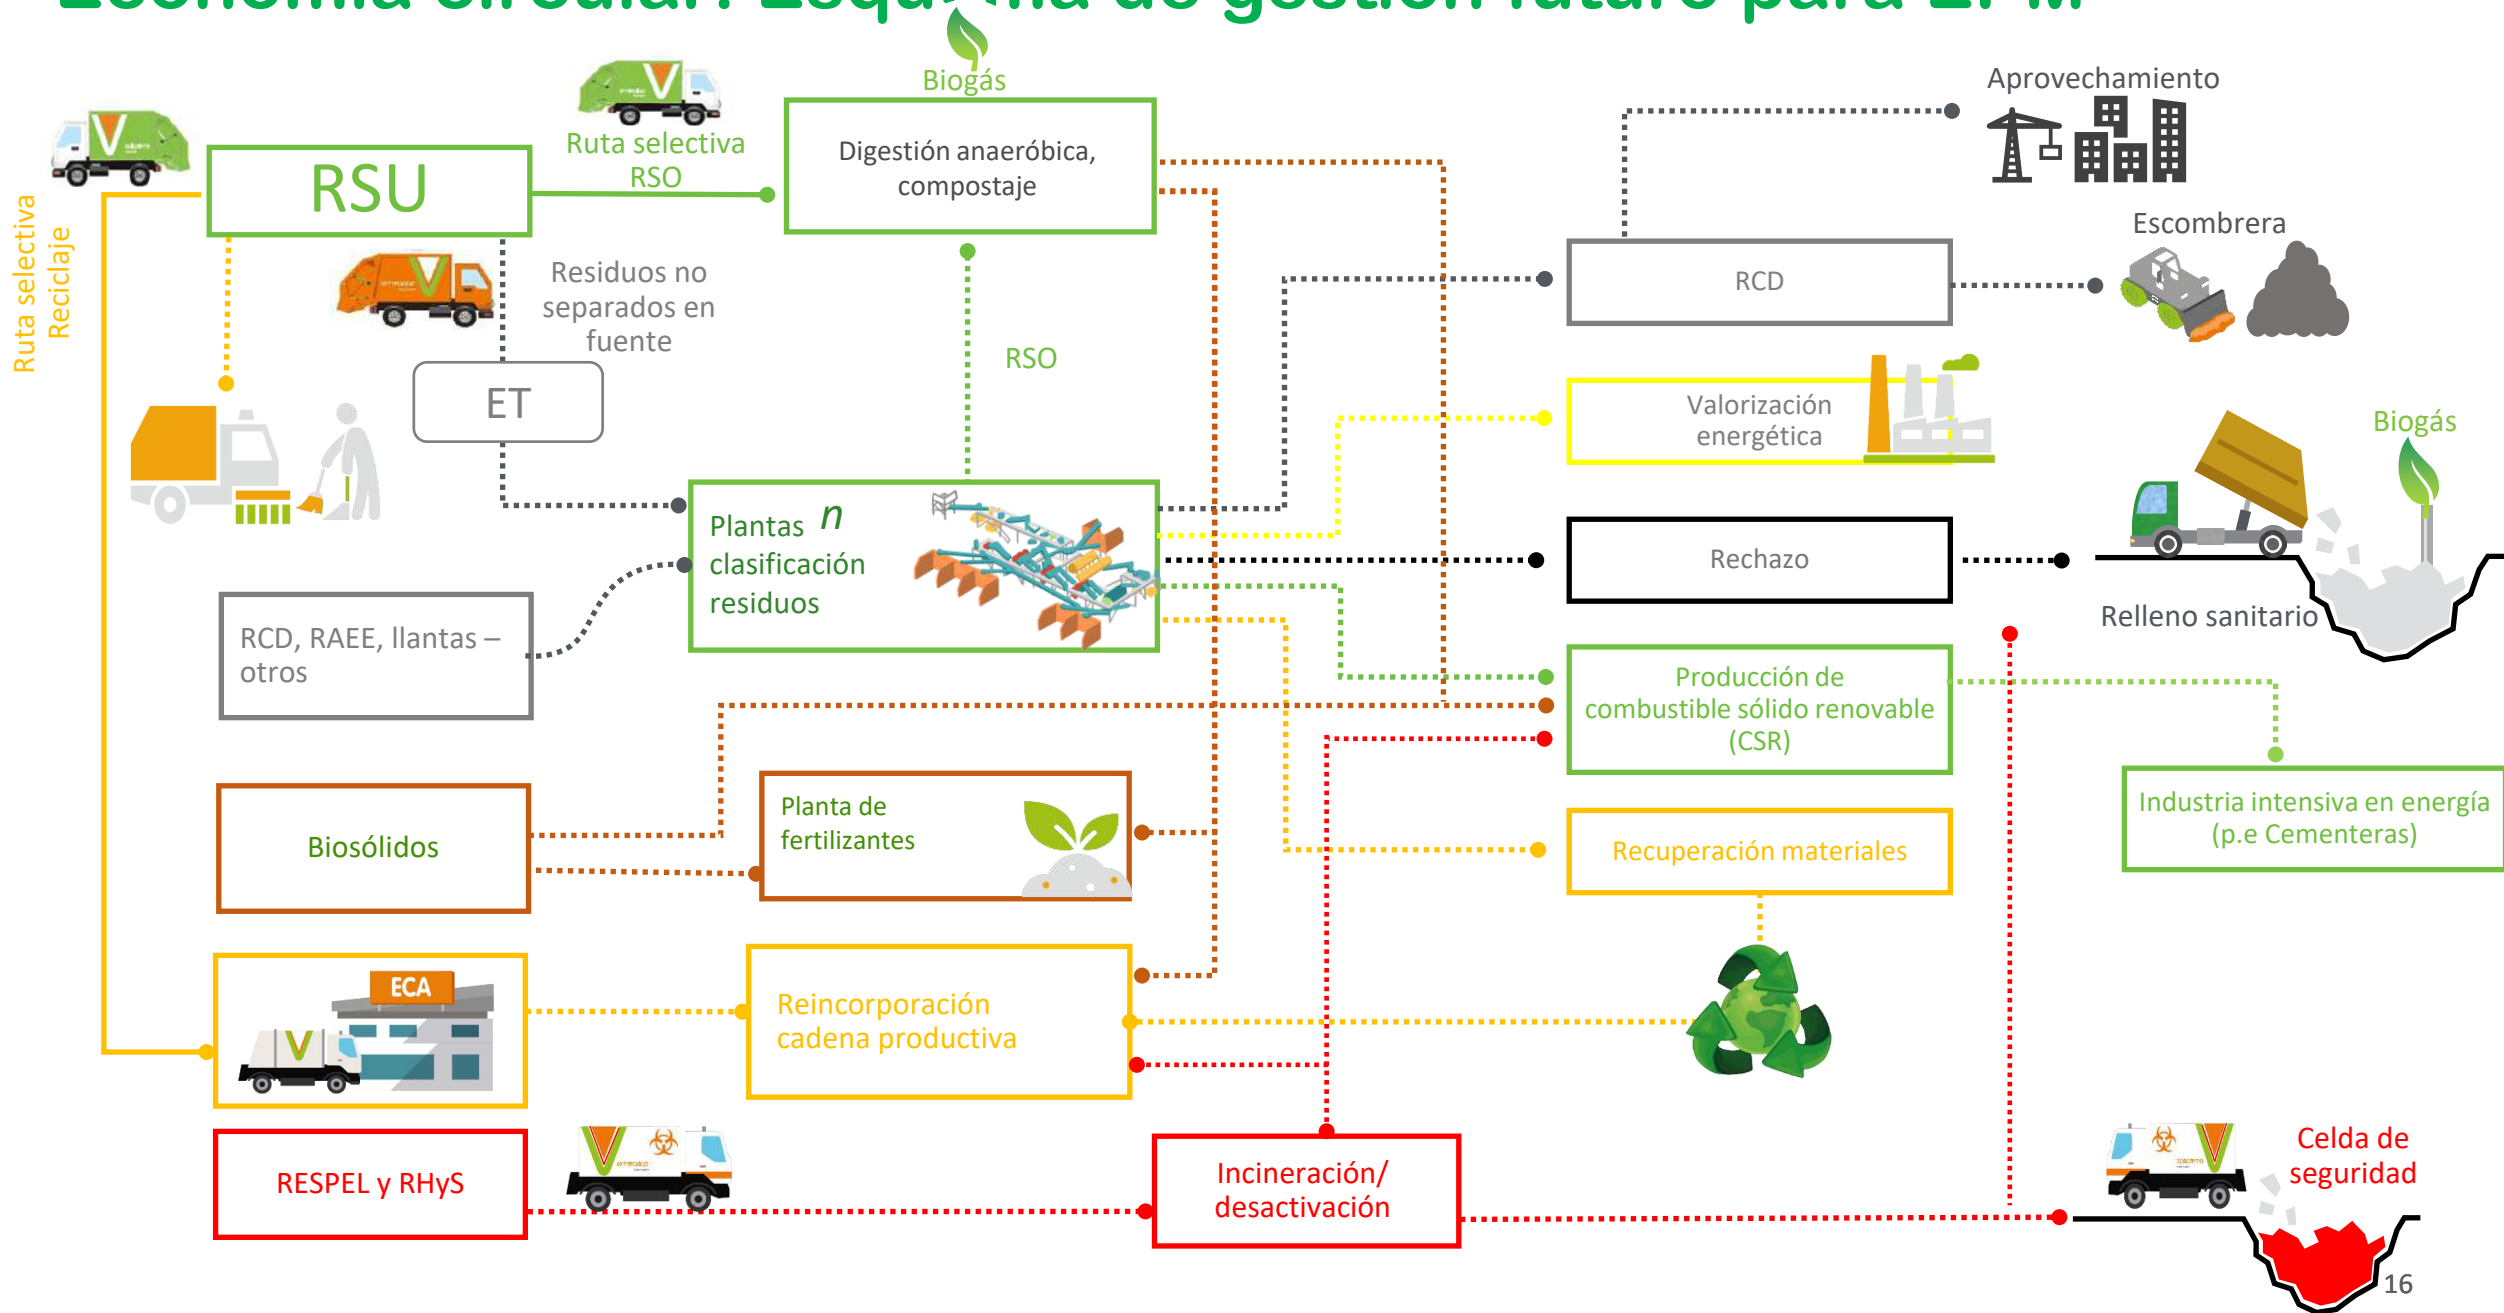 Biogás
Aprovechamiento
Ruta selectiva
RSO
Digestión anaeróbica,
compostaje
RSU
Ruta selectiva
Reciclaje
Escombrera
Residuos no
separados en
fuente
RCD
RSO
ET
Valorización
energética
Biogás
Plantas n
clasificación
residuos
Rechazo
Relleno sanitario
RCD, RAEE, llantas –
otros
Producción de
combustible sólido renovable
(CSR)
Industria intensiva en energía
(p.e Cementeras)
Biosólidos
Planta de
fertilizantes
Recuperación materiales
ECA
Reincorporación
cadena productiva
RESPEL y RHyS
Incineración/
desactivación
Celda de
seguridad
16